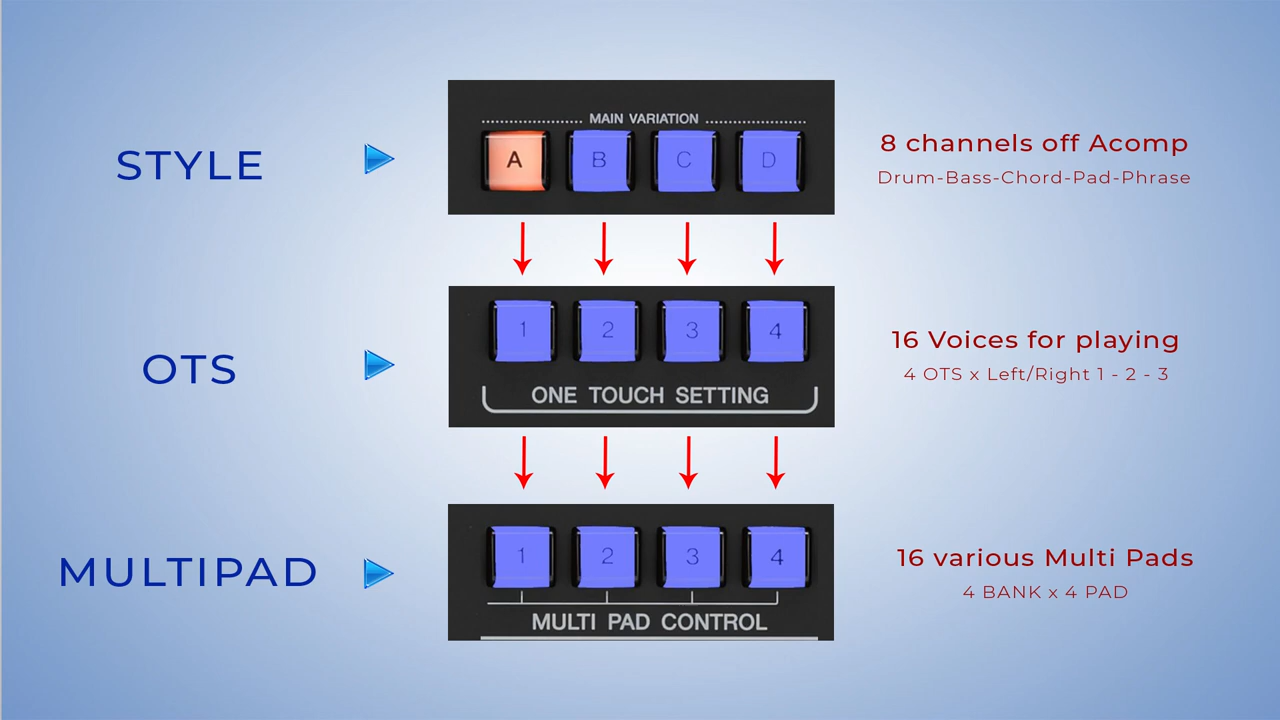 STYLE
MAIN VARIATION
A B C D
8 channels off Acomp
Drum-Bass-Chord-Pad-Phrase
OTS
1 2 3 4
ONE TOUCH SETTING
16 Voices for playing
4 OTS x Left/Right 1 - 2 - 3
MULTIPAD
1 2 3 4
MULTI PAD CONTROL
16 various Multi Pads
4 BANK x 4 PAD